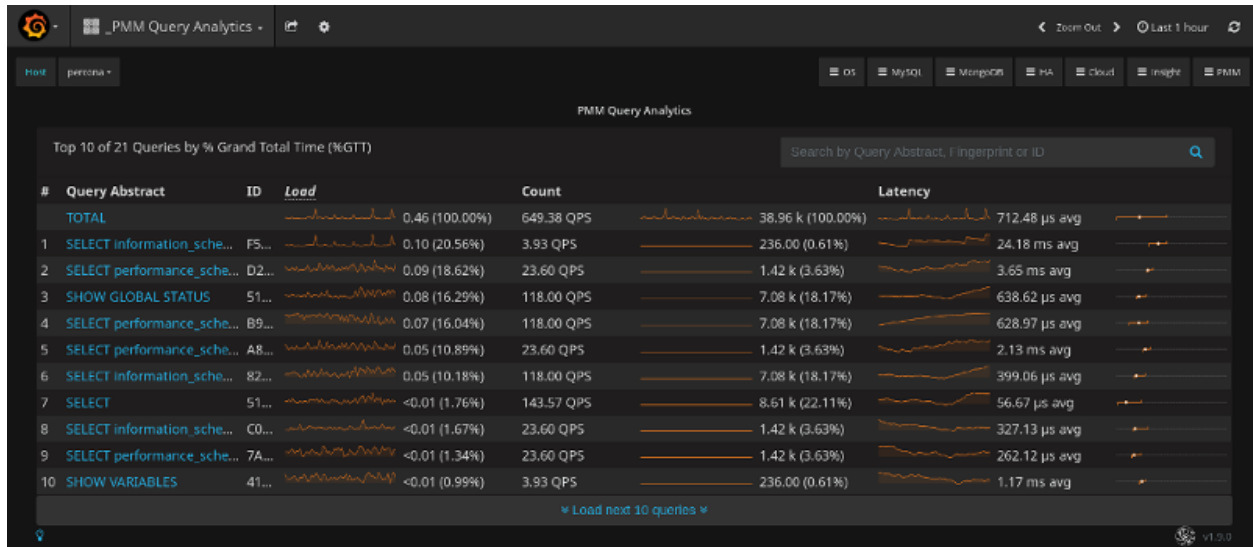 _PMM Query Analytics
Zoom Out
Last 1 hour
Host percona
OS MySQL MongoDB HA Cloud Insight PMM
PMM Query Analytics
Top 10 of 21 Queries by % Grand Total Time (%GTT)
Search by Query Abstract, Fingerprint or ID
# Query Abstract ID Load Count Latency
TOTAL 0.46 (100.00%) 649.38 QPS 38.96 k (100.00%) 712.48 µs avg
1 SELECT information_sche... F5... 0.10 (20.56%) 3.93 QPS 236.00 (0.61%) 24.18 ms avg
2 SELECT performance_sche... D2... 0.09 (18.62%) 23.60 QPS 1.42 k (3.63%) 3.65 ms avg
3 SHOW GLOBAL STATUS 51... 0.08 (16.29%) 118.00 QPS 7.08 k (18.17%) 638.62 µs avg
4 SELECT performance_sche... B9... 0.07 (16.04%) 118.00 QPS 7.08 k (18.17%) 628.97 µs avg
5 SELECT performance_sche... A8... 0.05 (10.89%) 23.60 QPS 1.42 k (3.63%) 2.13 ms avg
6 SELECT information_sche... 82... 0.05 (10.18%) 118.00 QPS 7.08 k (18.17%) 399.06 µs avg
7 SELECT 51... <0.01 (1.76%) 143.57 QPS 8.61 k (22.11%) 56.67 µs avg
8 SELECT information_sche... C0... <0.01 (1.67%) 23.60 QPS 1.42 k (3.63%) 327.13 µs avg
9 SELECT performance_sche... 7A... <0.01 (1.34%) 23.60 QPS 1.42 k (3.63%) 262.12 µs avg
10 SHOW VARIABLES 41... <0.01 (0.99%) 3.93 QPS 236.00 (0.61%) 1.17 ms avg
Load next 10 queries
v1.9.0